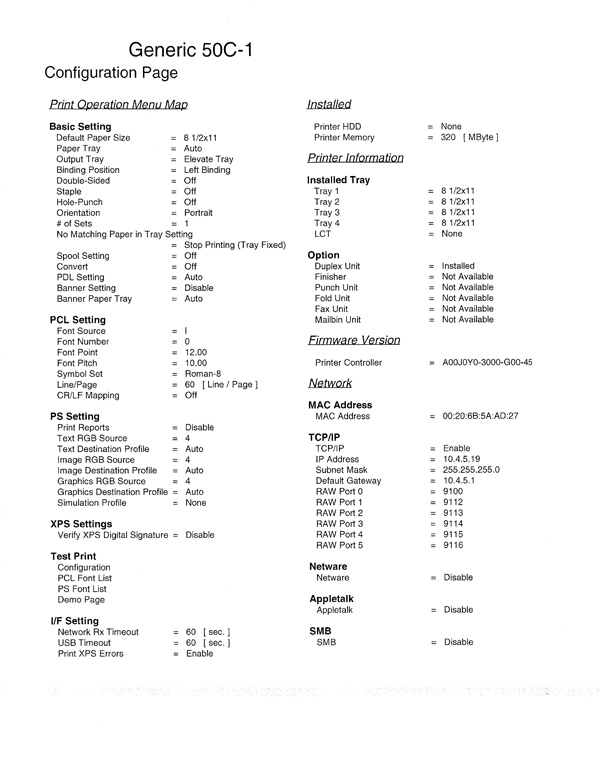 Generic 50C-1
Configuration Page
Print Operation Menu Map
Basic Setting
Default Paper Size = 8 1/2x11
Paper Tray = Auto
Output Tray = Elevate Tray
Binding Position = Left Binding
Double-Sided = Off
Staple = Off
Hole-Punch = Off
Orientation = Portrait
# of Sets = 1
No Matching Paper in Tray Setting
= Stop Printing (Tray Fixed)
Spool Setting = Off
Convert = Off
PDL Setting = Auto
Banner Setting = Disable
Banner Paper Tray = Auto
PCL Setting
Font Source = I
Font Number = 0
Font Point = 12.00
Font Pitch = 10.00
Symbol Set = Roman-8
Line/Page = 60 [ Line / Page ]
CR/LF Mapping = Off
PS Setting
Print Reports = Disable
Text RGB Source = 4
Text Destination Profile = Auto
Image RGB Source = 4
Image Destination Profile = Auto
Graphics RGB Source = 4
Graphics Destination Profile = Auto
Simulation Profile = None
XPS Settings
Verify XPS Digital Signature = Disable
Test Print
Configuration
PCL Font List
PS Font List
Demo Page
I/F Setting
Network Rx Timeout = 60 [ sec. ]
USB Timeout = 60 [ sec. ]
Print XPS Errors = Enable
Installed
Printer HDD = None
Printer Memory = 320 [ MByte ]
Printer Information
Installed Tray
Tray 1 = 8 1/2x11
Tray 2 = 8 1/2x11
Tray 3 = 8 1/2x11
Tray 4 = 8 1/2x11
LCT = None
Option
Duplex Unit = Installed
Finisher = Not Available
Punch Unit = Not Available
Fold Unit = Not Available
Fax Unit = Not Available
Mailbin Unit = Not Available
Firmware Version
Printer Controller = A00J0Y0-3000-G00-45
Network
MAC Address
MAC Address = 00:20:6B:5A:AD:27
TCP/IP
TCP/IP = Enable
IP Address = 10.4.5.19
Subnet Mask = 255.255.255.0
Default Gateway = 10.4.5.1
RAW Port 0 = 9100
RAW Port 1 = 9112
RAW Port 2 = 9113
RAW Port 3 = 9114
RAW Port 4 = 9115
RAW Port 5 = 9116
Netware
Netware = Disable
Appletalk
Appletalk = Disable
SMB
SMB = Disable